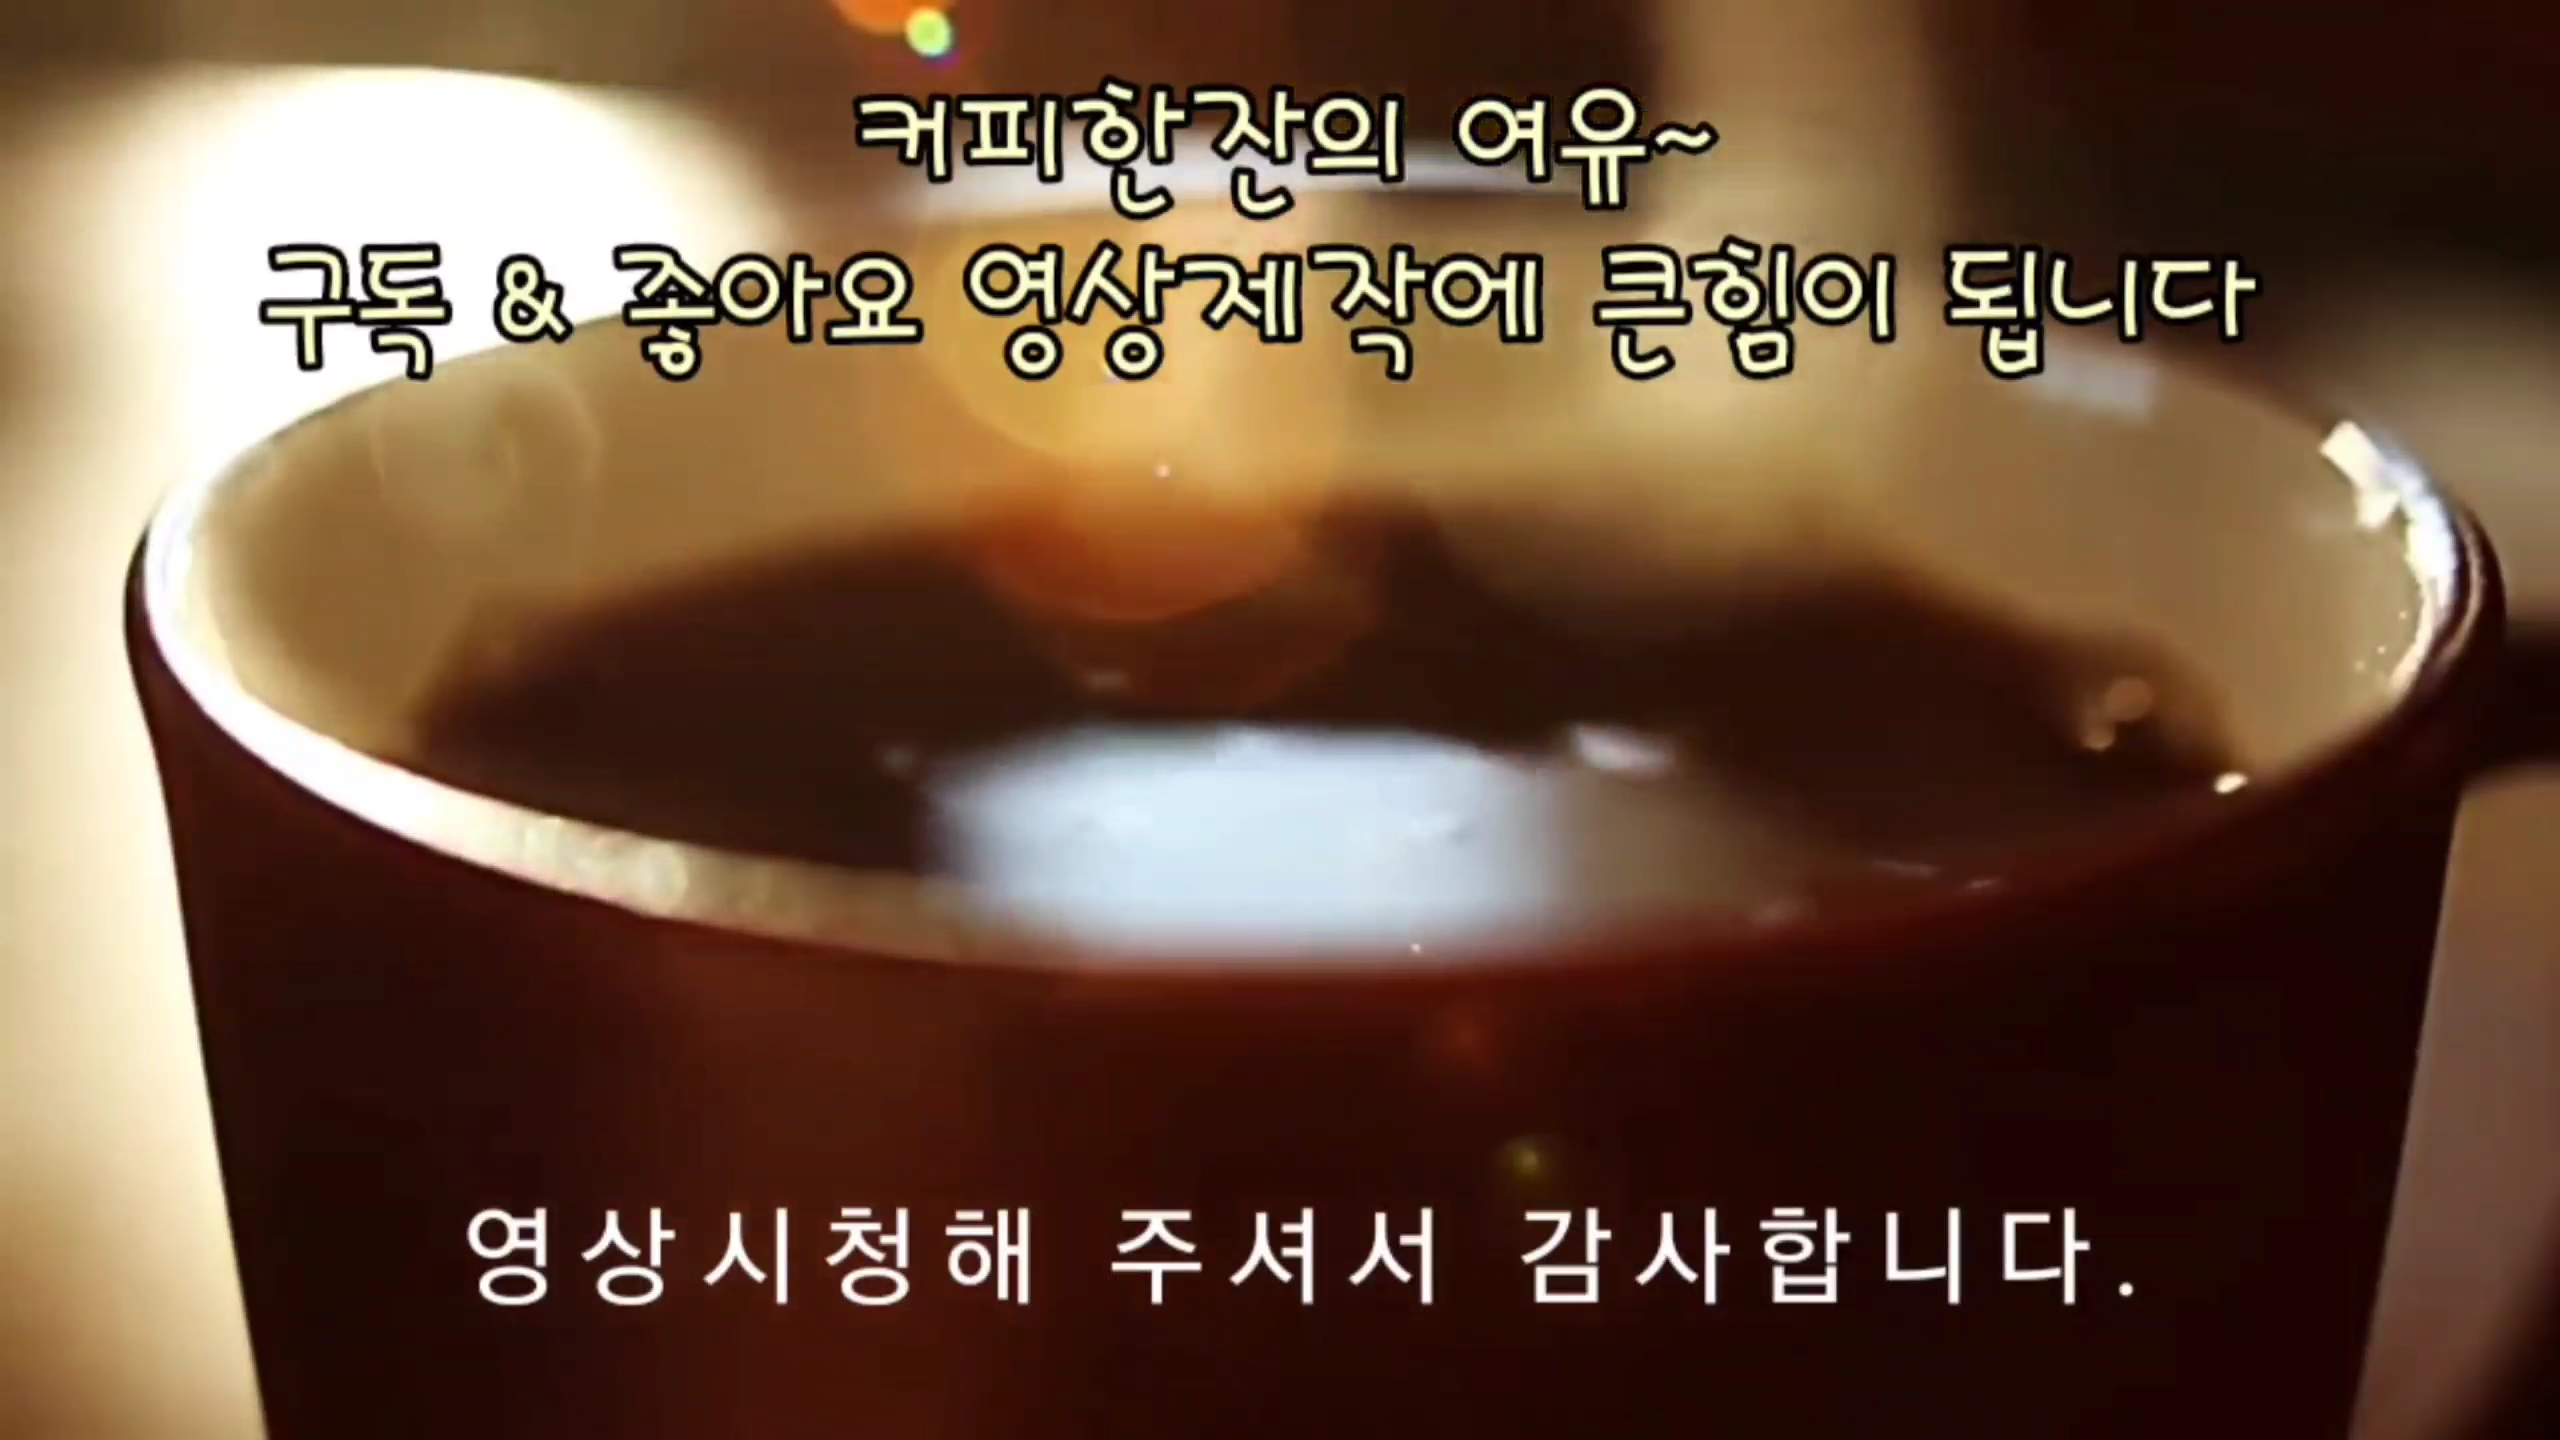 커피한잔의 여유~
구독 & 좋아요 영상제작에 큰힘이 됩니다
영상시청해 주셔서 감사합니다.